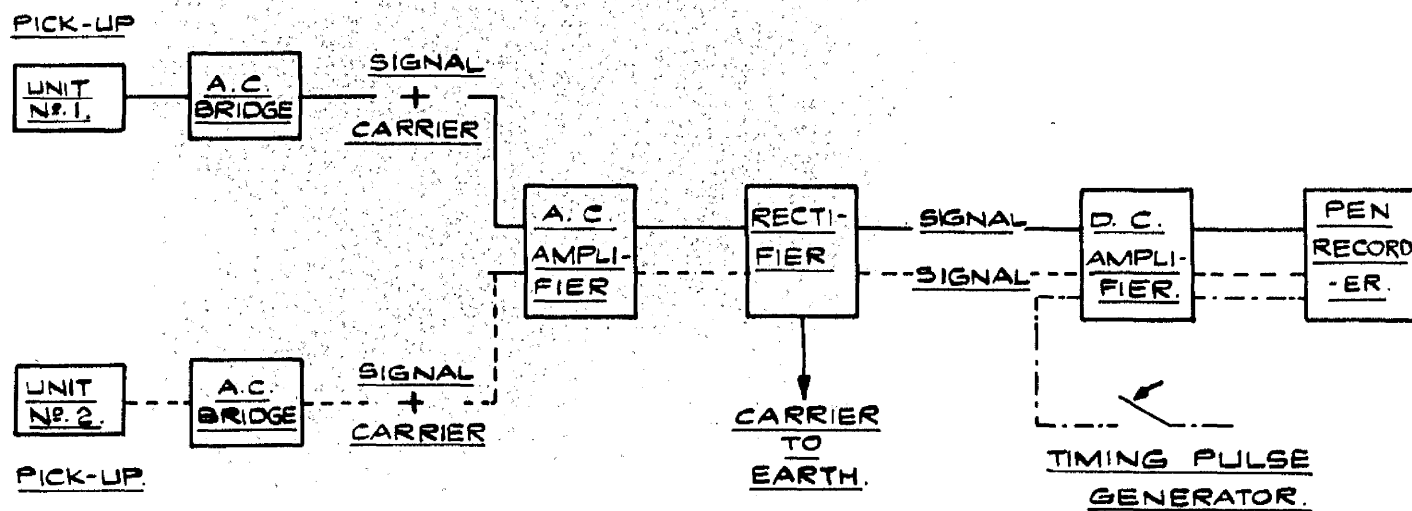 PICK-UP
UNIT
Nº.1.
A.C.
BRIDGE
SIGNAL
+
CARRIER
A.C.
AMPLI-
FIER
RECTI-
FIER
SIGNAL
SIGNAL
D.C.
AMPLI-
FIER.
PEN
RECORD
-ER.
UNIT
Nº.2.
A.C.
BRIDGE
SIGNAL
+
CARRIER
PICK-UP.
CARRIER
TO
EARTH.
TIMING PULSE
GENERATOR.